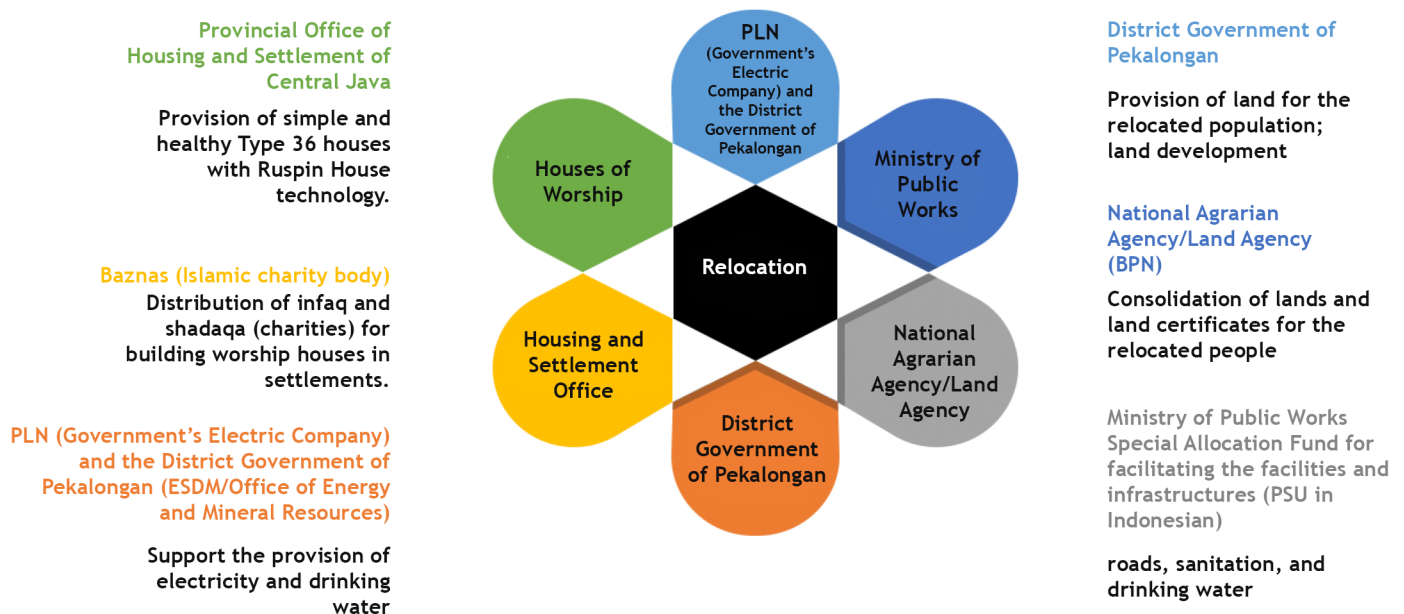 Provincial Office of
Housing and Settlement of
Central Java
Provision of simple and
healthy Type 36 houses
with Ruspin House
technology.
Baznas (Islamic charity body)
Distribution of infaq and
shadaqa (charities) for
building worship houses in
settlements.
PLN (Government’s Electric Company)
and the District Government of
Pekalongan (ESDM/Office of Energy
and Mineral Resources)
Support the provision of
electricity and drinking
water
PLN
(Government’s
Electric
Company) and
the District
Government of
Pekalongan
Houses of
Worship
Ministry of
Public
Works
Relocation
Housing and
Settlement
Office
National
Agrarian
Agency/Land
Agency
District
Government
of Pekalongan
District Government of
Pekalongan
Provision of land for the
relocated population;
land development
National Agrarian
Agency/Land Agency
(BPN)
Consolidation of lands and
land certificates for the
relocated people
Ministry of Public Works
Special Allocation Fund for
facilitating the facilities and
infrastructures (PSU in
Indonesian)
roads, sanitation, and
drinking water